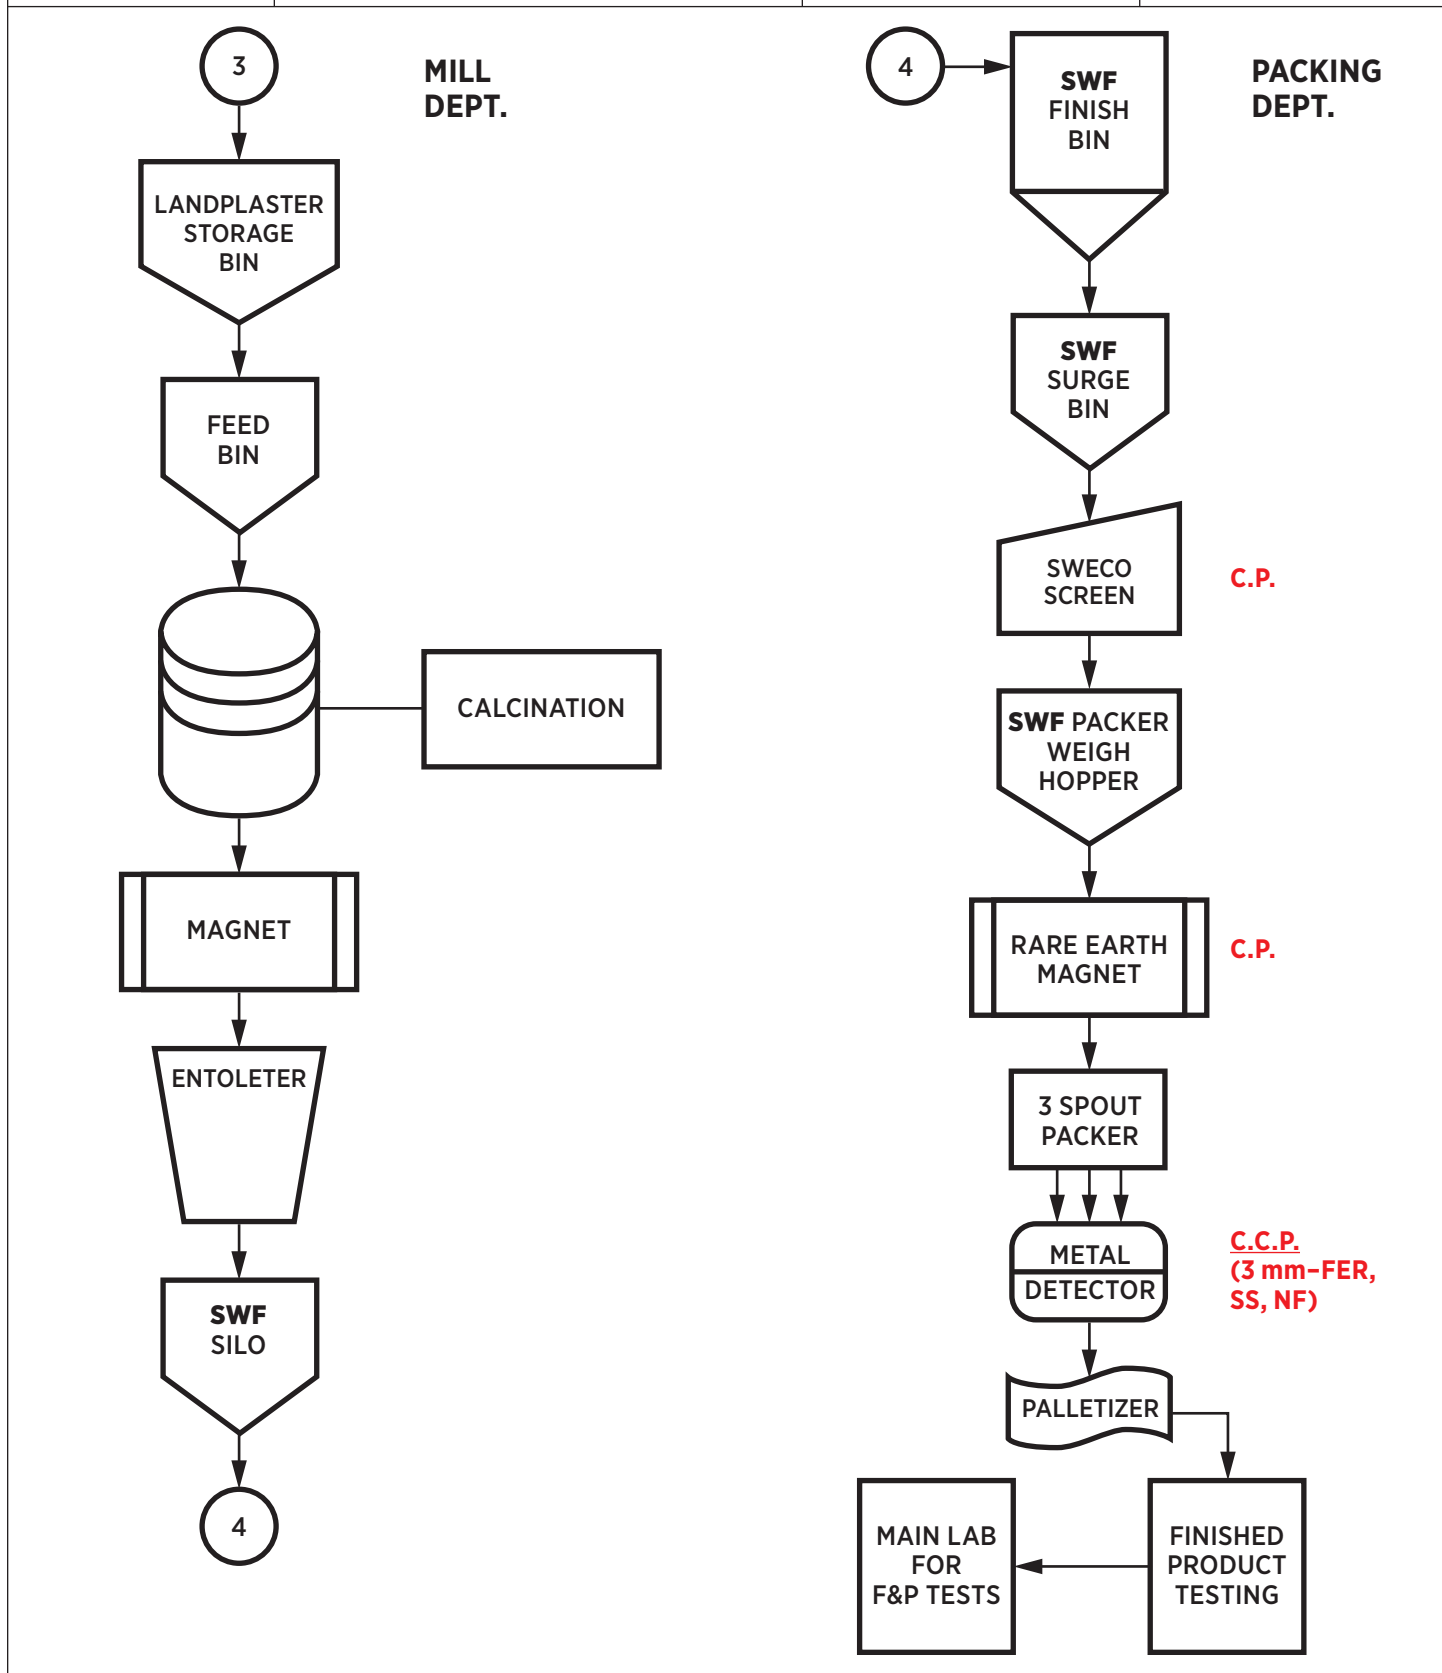 3
MILL
DEPT.
LANDPLASTER
STORAGE
BIN
FEED
BIN
CALCINATION
MAGNET
ENTOLETER
SWF
SILO
4
4
SWF
FINISH
BIN
PACKING
DEPT.
SWF
SURGE
BIN
SWECO
SCREEN
C.P.
SWF PACKER
WEIGH
HOPPER
RARE EARTH
MAGNET
C.P.
3 SPOUT
PACKER
METAL
DETECTOR
C.C.P.
(3 mm–FER,
SS, NF)
PALLETIZER
MAIN LAB
FOR
F&P TESTS
FINISHED
PRODUCT
TESTING